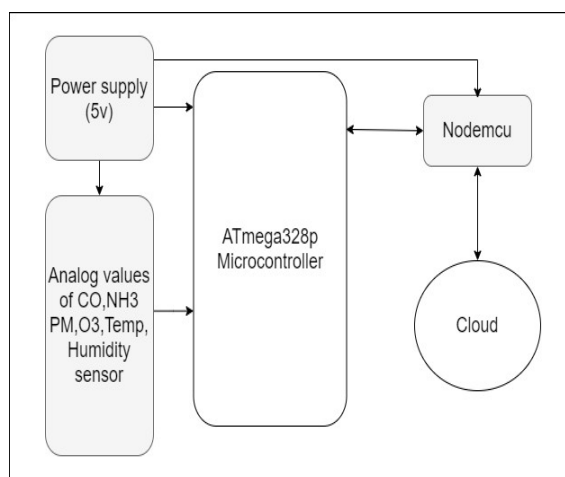 Power supply
(5v)
Nodemcu
ATmega328p
Microcontroller
Analog values
of CO,NH3
PM,O3,Temp,
Humidity
sensor
Cloud